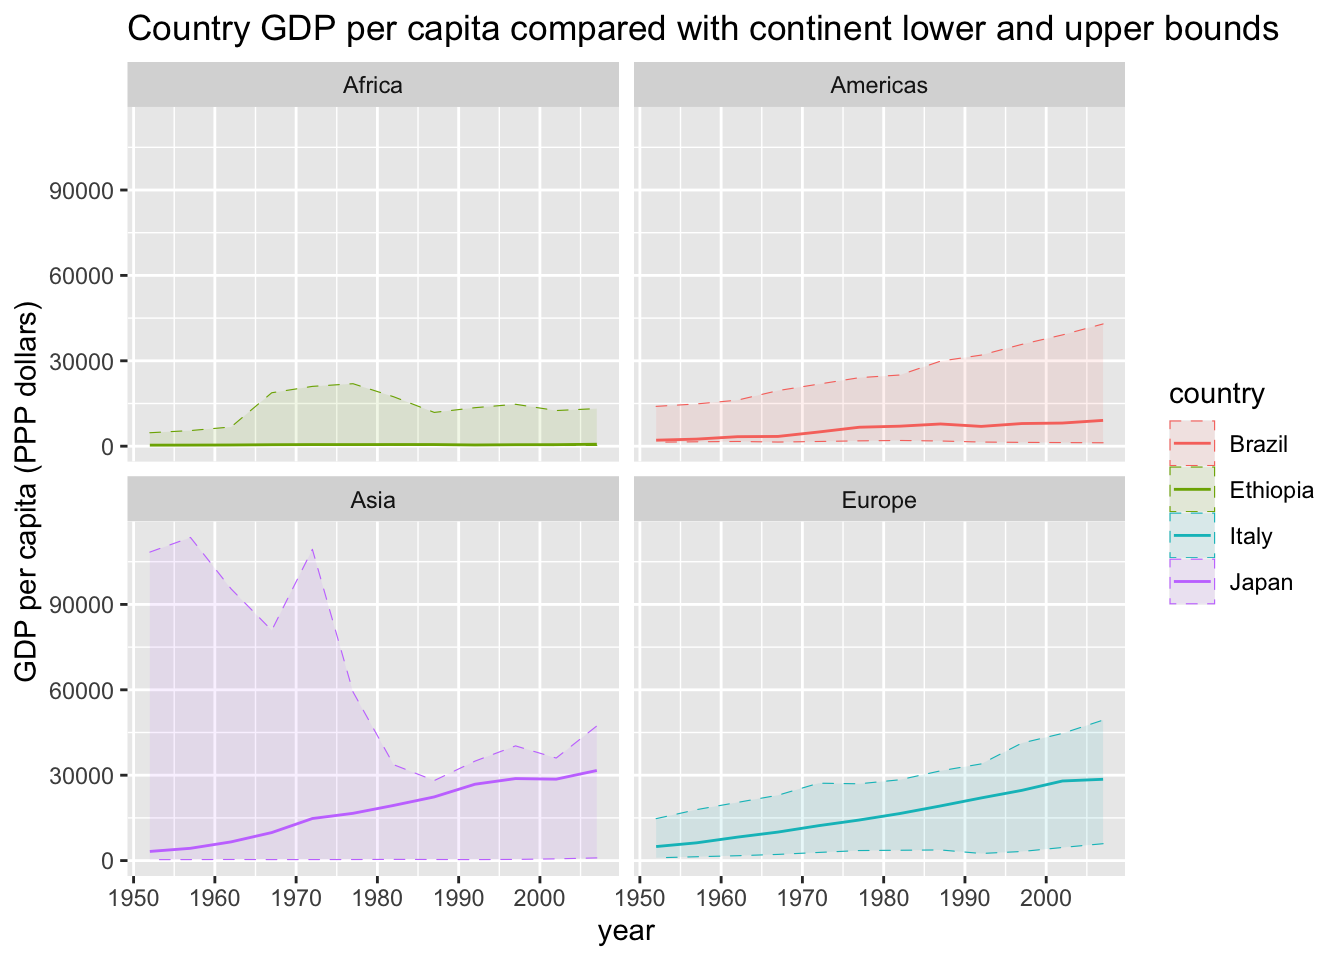 Country GDP per capita compared with continent lower and upper bounds
Africa
Americas
90000
60000
30000
0
Asia
Europe
90000
60000
30000
0
1950 1960 1970 1980 1990 2000
1950 1960 1970 1980 1990 2000
year
GDP per capita (PPP dollars)
country
Brazil
Ethiopia
Italy
Japan